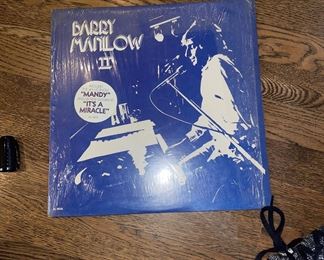 BARRY
MANILOW
II
"MANDY"
"IT'S A
MIRACLE"